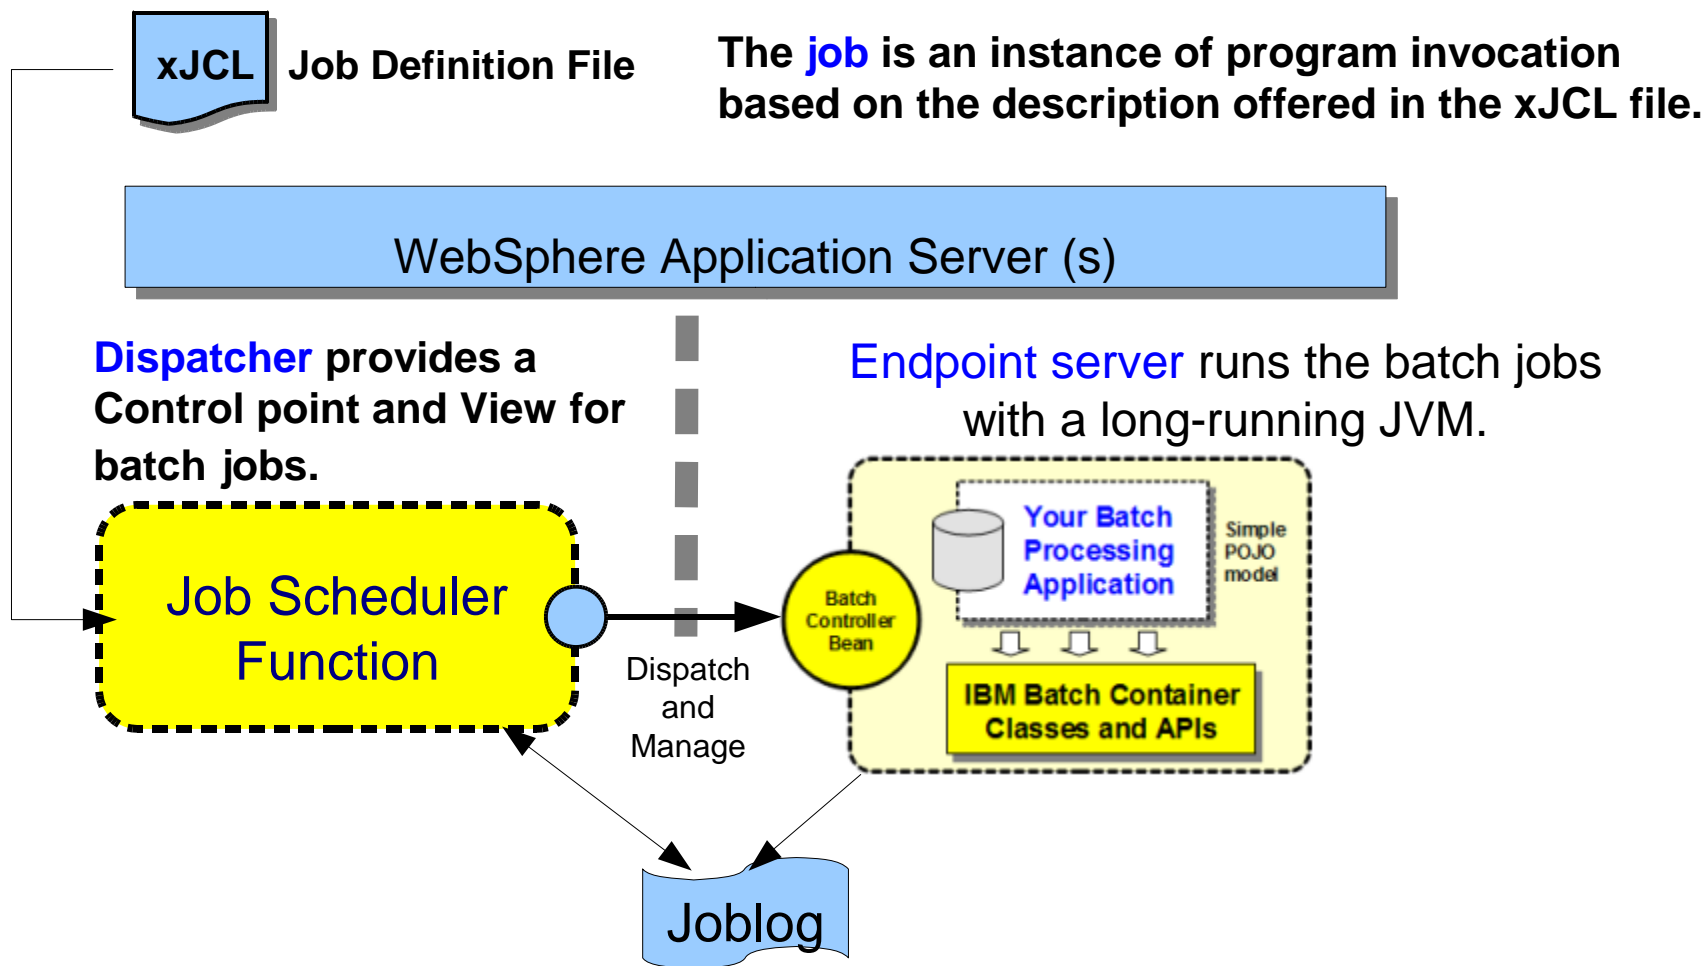 xJCL
Job Definition File
The job is an instance of program invocation
based on the description offered in the xJCL file.
WebSphere Application Server (s)
Dispatcher provides a
Control point and View for
batch jobs.
Endpoint server runs the batch jobs
with a long-running JVM.
Job Scheduler
Function
Dispatch
and
Manage
Batch
Controller
Bean
Your Batch
Processing
Application
Simple
POJO
model
IBM Batch Container
Classes and APIs
Joblog